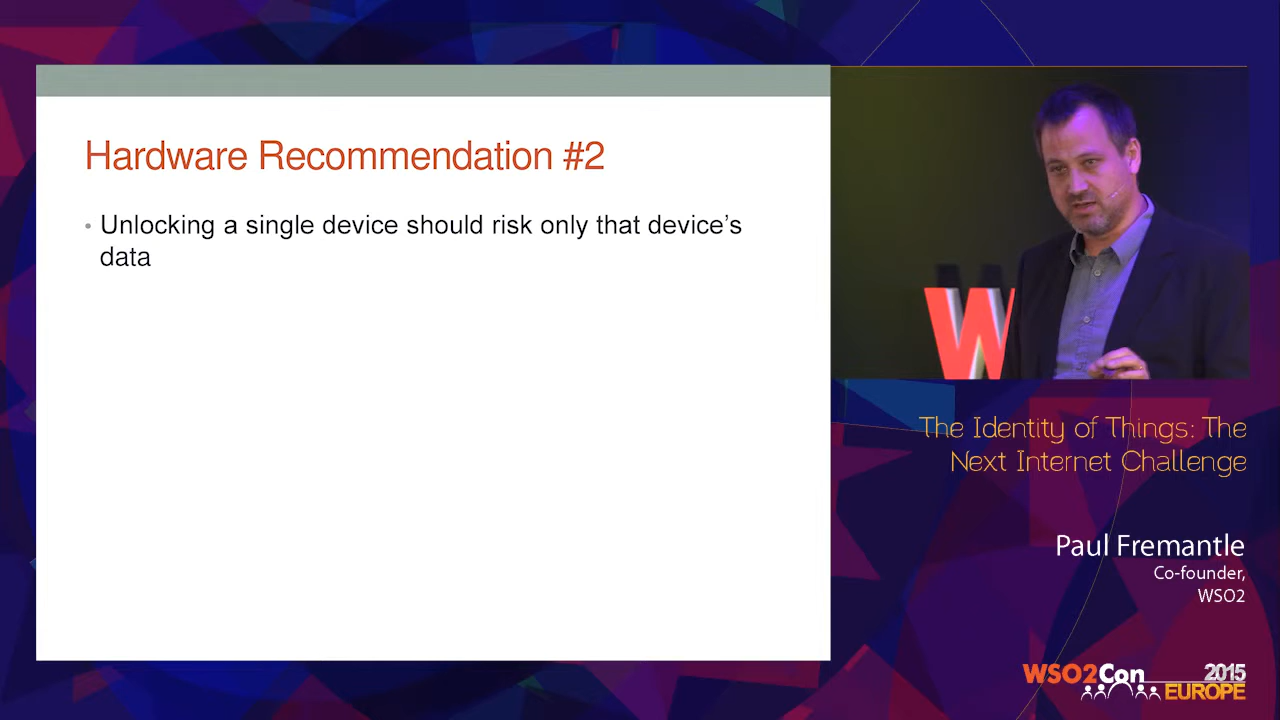 Hardware Recommendation #2
• Unlocking a single device should risk only that device’s
data
W
The Identity of Things: The
Next Internet Challenge
Paul Fremantle
Co-founder,
WSO2
WSO2Con 2015
EUROPE